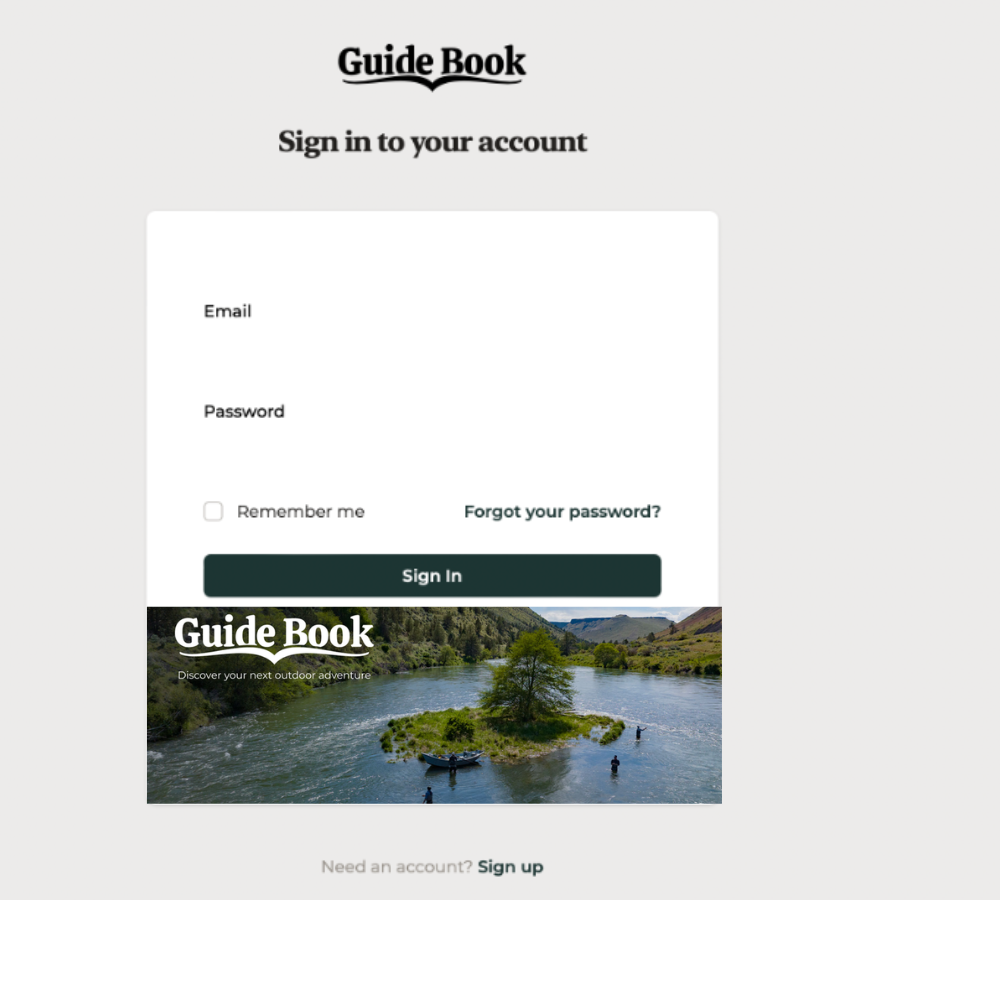 Guide Book
Sign in to your account
Email
Password
Remember me
Forgot your password?
Sign In
Guide Book
Discover your next outdoor adventure
Need an account? Sign up